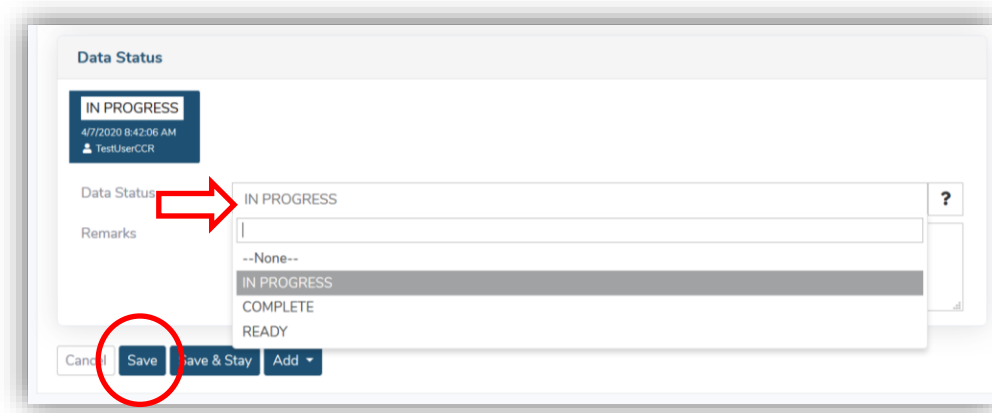 Data Status
IN PROGRESS
4/7/2020 8:42:06 AM
TestUserCCR
Data Status
IN PROGRESS
?
Remarks
--None--
IN PROGRESS
COMPLETE
READY
Cancel Save Save & Stay Add